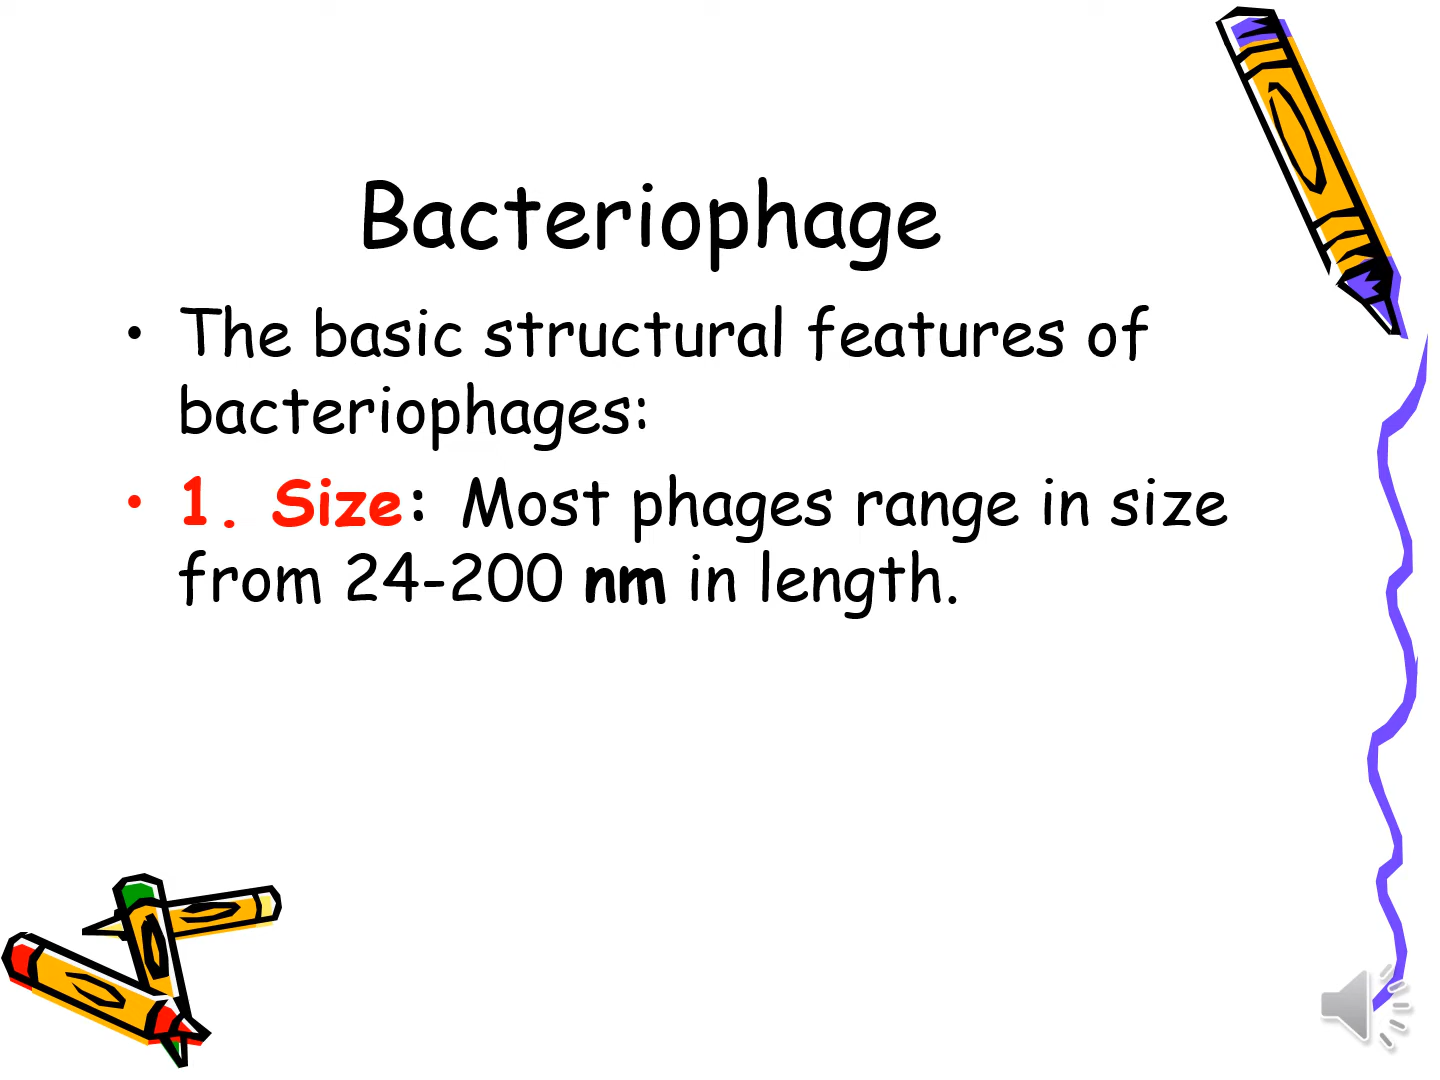 Bacteriophage
• The basic structural features of
bacteriophages:
• 1. Size: Most phages range in size
from 24-200 nm in length.